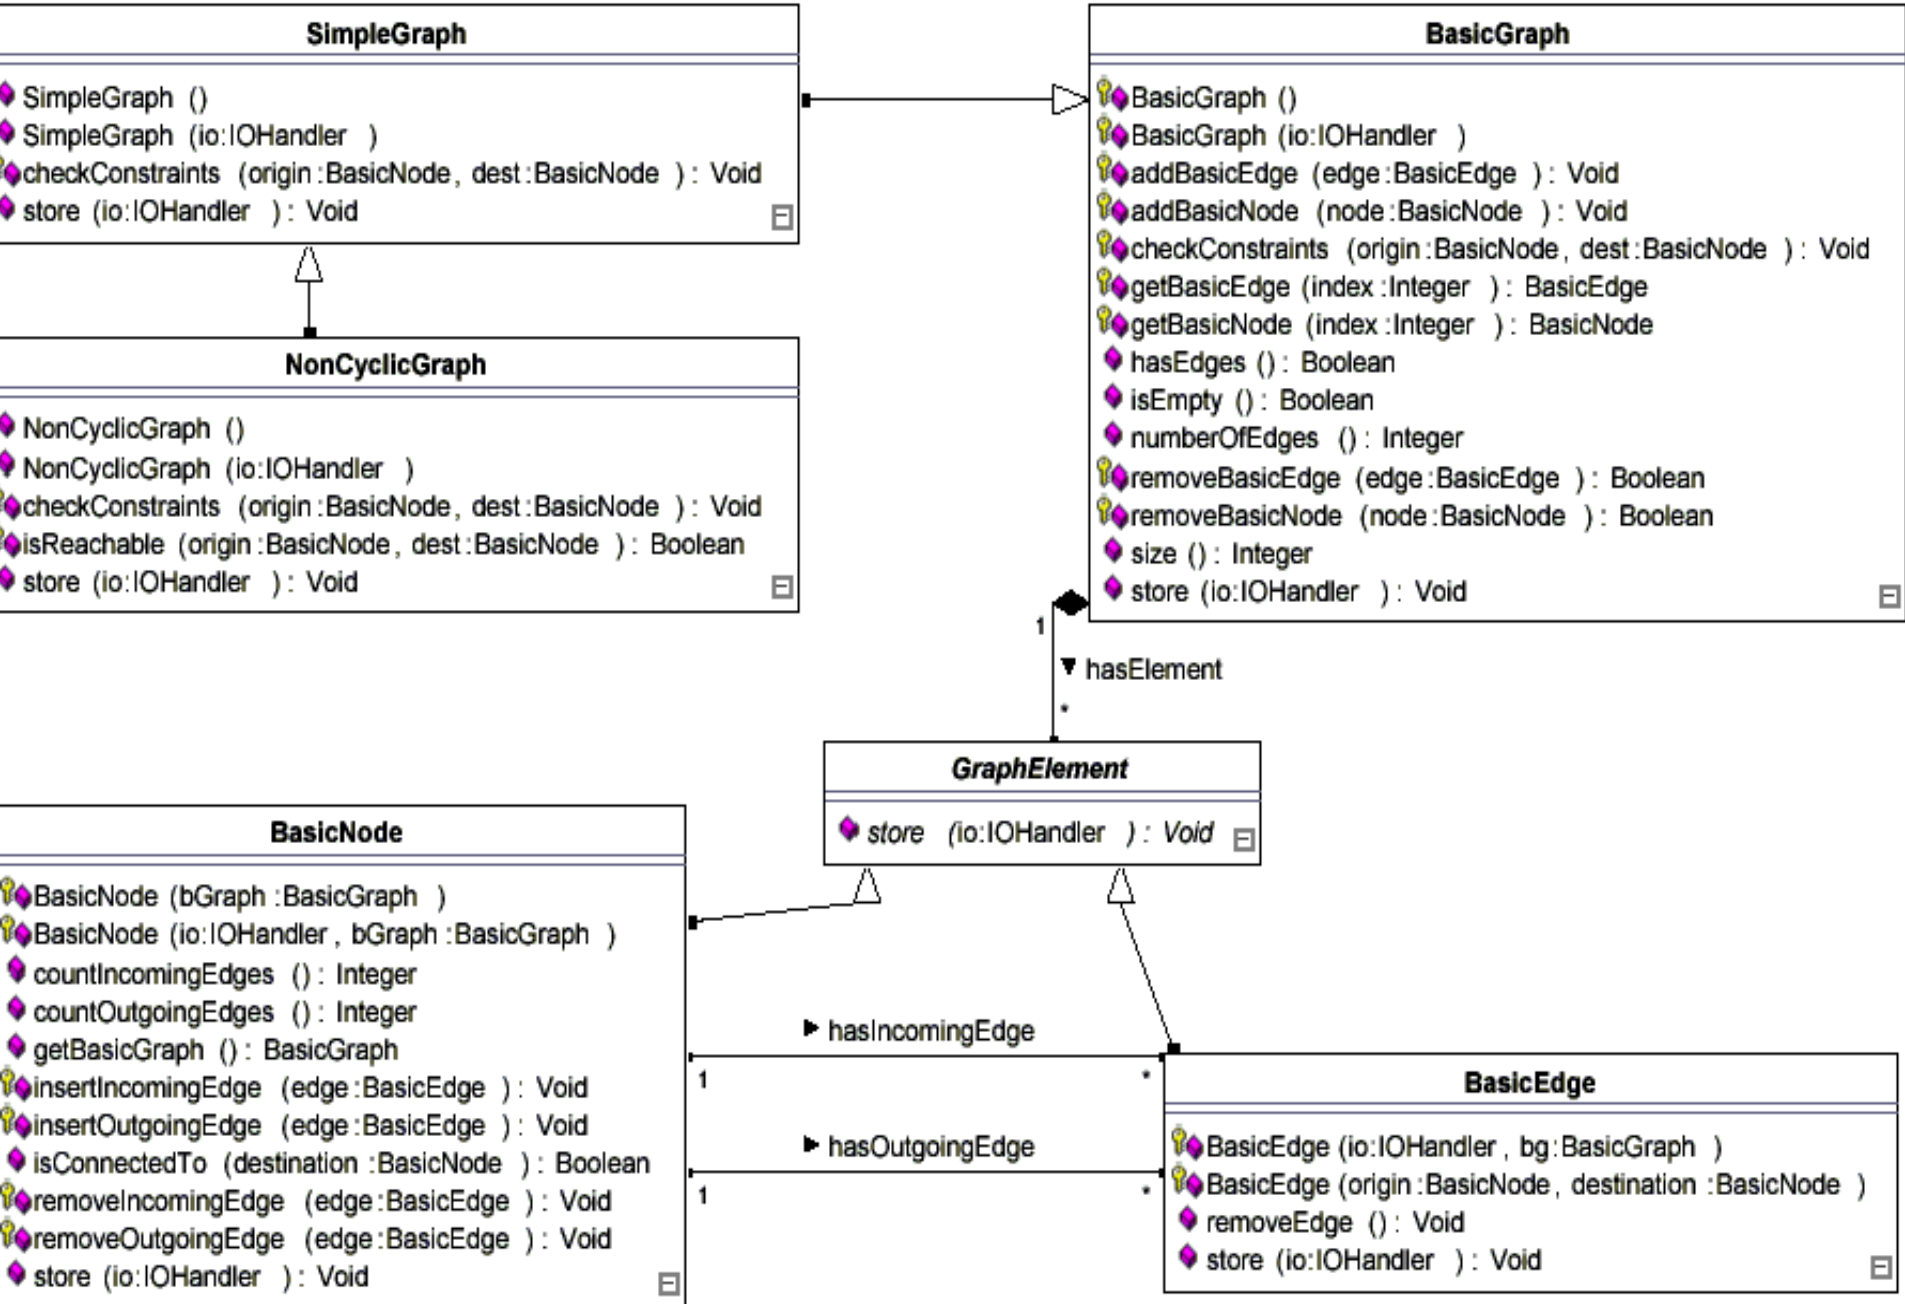 SimpleGraph
SimpleGraph ()
SimpleGraph (io:IOHandler )
checkConstraints (origin:BasicNode, dest:BasicNode ): Void
store (io:IOHandler ): Void
NonCyclicGraph
NonCyclicGraph ()
NonCyclicGraph (io:IOHandler )
checkConstraints (origin:BasicNode, dest:BasicNode ): Void
isReachable (origin:BasicNode, dest:BasicNode ): Boolean
store (io:IOHandler ): Void
BasicGraph
BasicGraph ()
BasicGraph (io:IOHandler )
addBasicEdge (edge:BasicEdge ): Void
addBasicNode (node:BasicNode ): Void
checkConstraints (origin:BasicNode, dest:BasicNode ): Void
getBasicEdge (index:Integer ): BasicEdge
getBasicNode (index:Integer ): BasicNode
hasEdges (): Boolean
isEmpty (): Boolean
numberOfEdges (): Integer
removeBasicEdge (edge:BasicEdge ): Boolean
removeBasicNode (node:BasicNode ): Boolean
size (): Integer
store (io:IOHandler ): Void
1
hasElement
*
GraphElement
store (io:IOHandler ): Void
BasicNode
BasicNode (bGraph:BasicGraph )
BasicNode (io:IOHandler, bGraph:BasicGraph )
countIncomingEdges (): Integer
countOutgoingEdges (): Integer
getBasicGraph (): BasicGraph
insertIncomingEdge (edge:BasicEdge ): Void
insertOutgoingEdge (edge:BasicEdge ): Void
isConnectedTo (destination:BasicNode ): Boolean
removeIncomingEdge (edge:BasicEdge ): Void
removeOutgoingEdge (edge:BasicEdge ): Void
store (io:IOHandler ): Void
hasIncomingEdge
1 *
hasOutgoingEdge
1 *
BasicEdge
BasicEdge (io:IOHandler, bg:BasicGraph )
BasicEdge (origin:BasicNode, destination:BasicNode )
removeEdge (): Void
store (io:IOHandler ): Void